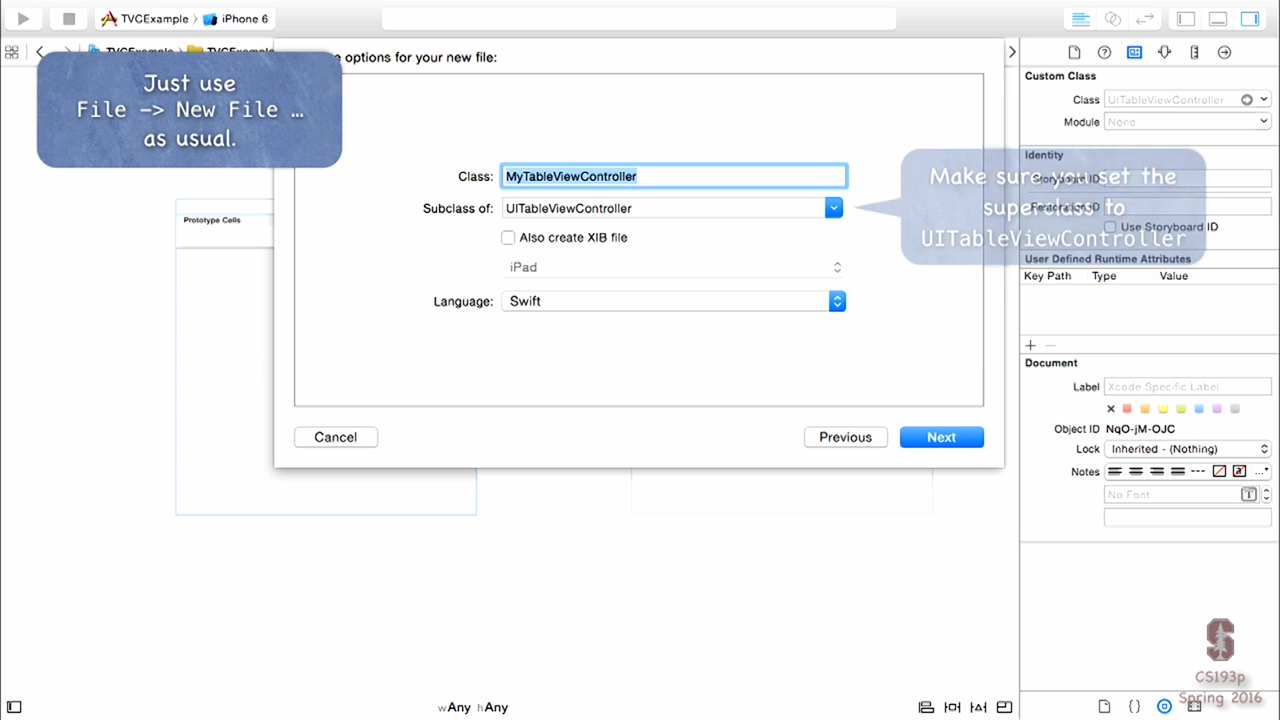 TVCExample
iPhone 6
TVCExample
TVCExample
options for your new file:
Just use
File -> New File …
as usual.
Class:
MyTableViewController
Subclass of:
UITableViewController
Also create XIB file
iPad
Language:
Swift
Cancel
Previous
Next
Prototype Cells
Make sure you set the
superclass to
UITableViewController
Custom Class
Class
UITableViewController
Module
None
Identity
Storyboard ID
Restoration ID
Use Storyboard ID
User Defined Runtime Attributes
Key Path Type Value
Document
Label
Xcode Specific Label
Object ID NqO-jM-OJC
Lock
Inherited - (Nothing)
Notes
No Font
wAny hAny
S
CS193p
Spring 2016